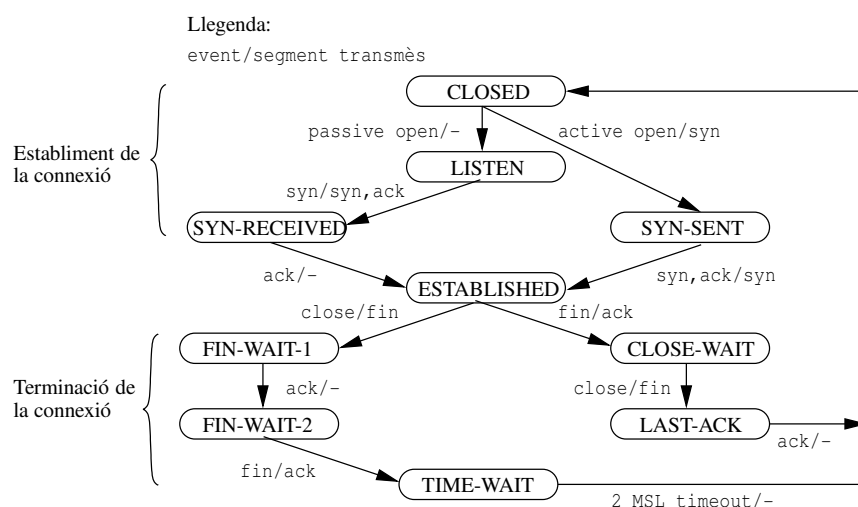 Llegenda:
event/segment transmès
CLOSED
passive open/-
active open/syn
Establiment de
la connexió
LISTEN
syn/syn,ack
SYN-RECEIVED
SYN-SENT
ack/-
syn,ack/syn
ESTABLISHED
close/fin
fin/ack
FIN-WAIT-1
CLOSE-WAIT
Terminació de
la connexió
ack/-
close/fin
FIN-WAIT-2
LAST-ACK
ack/-
fin/ack
TIME-WAIT
2 MSL timeout/-